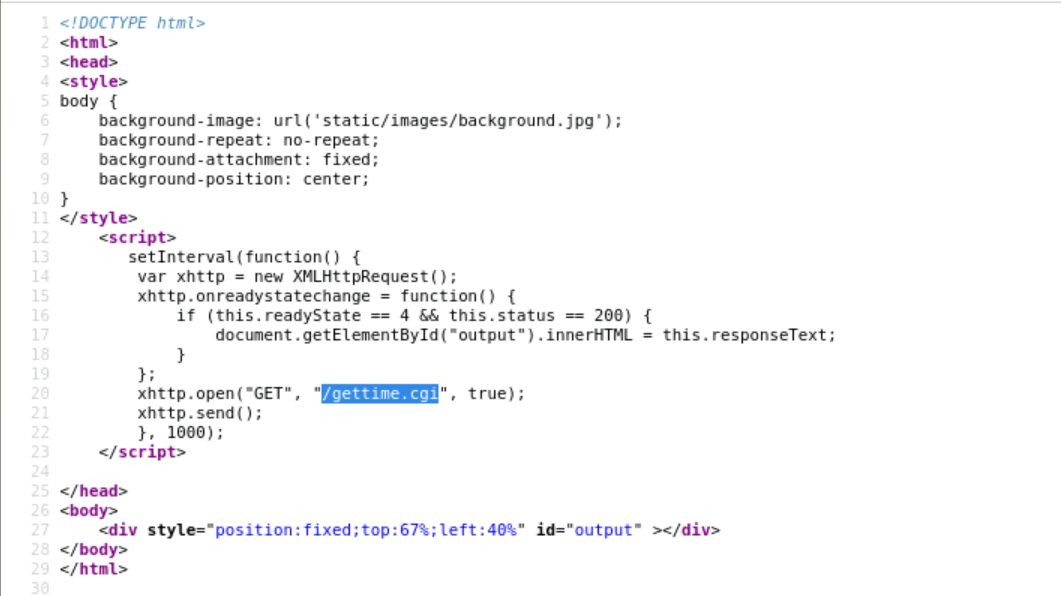 1 <!DOCTYPE html>
2 <html>
3 <head>
4 <style>
5 body {
6     background-image: url('static/images/background.jpg');
7     background-repeat: no-repeat;
8     background-attachment: fixed;
9     background-position: center;
10 }
11 </style>
12     <script>
13        setInterval(function() {
14         var xhttp = new XMLHttpRequest();
15         xhttp.onreadystatechange = function() {
16             if (this.readyState == 4 && this.status == 200) {
17                 document.getElementById("output").innerHTML = this.responseText;
18             }
19         };
20         xhttp.open("GET", "/gettime.cgi", true);
21         xhttp.send();
22         }, 1000);
23     </script>
24
25 </head>
26 <body>
27     <div style="position:fixed;top:67%;left:40%" id="output" ></div>
28 </body>
29 </html>
30